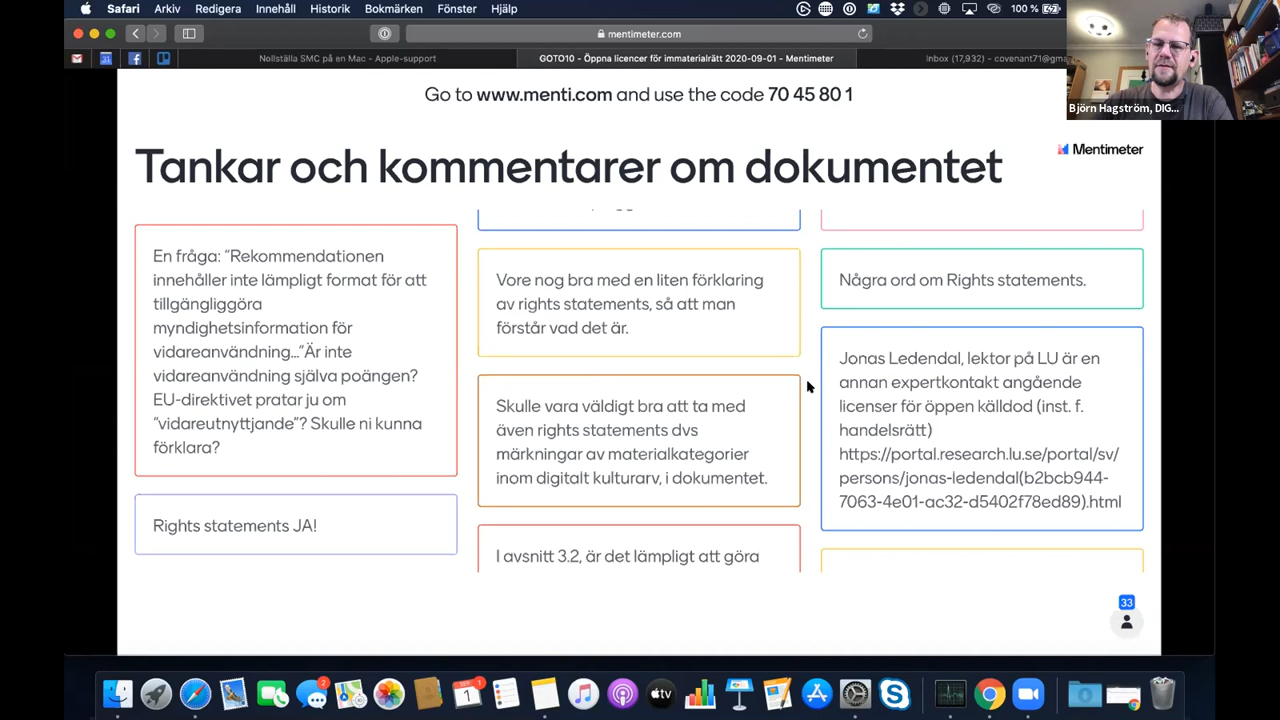 Safari Arkiv Redigera Innehåll Historik Bokmärken Fönster Hjälp
100 %
mentimeter.com
Nollställa SMC på en Mac - Apple-support
GOTO10 - Öppna licencer för immaterialrätt 2020-09-01 - Mentimeter
Inbox (17,932) - covenant71@gma
Björn Hagström, DIG...
Go to www.menti.com and use the code 70 45 80 1
Tankar och kommentarer om dokumentet
Mentimeter
En fråga: "Rekommendationen
innehåller inte lämpligt format för att
tillgängliggöra
myndighetsinformation för
vidareanvändning..."Är inte
vidareanvändning själva poängen?
EU-direktivet pratar ju om
"vidareutnyttjande"? Skulle ni kunna
förklara?
Rights statements JA!
Vore nog bra med en liten förklaring
av rights statements, så att man
förstår vad det är.
Skulle vara väldigt bra att ta med
även rights statements dvs
märkningar av materialkategorier
inom digitalt kulturarv, i dokumentet.
I avsnitt 3.2, är det lämpligt att göra
Några ord om Rights statements.
Jonas Ledendal, lektor på LU är en
annan expertkontakt angående
licenser för öppen källdod (inst. f.
handelsrätt)
https://portal.research.lu.se/portal/sv/
persons/jonas-ledendal(b2bcb944-
7063-4e01-ac32-d5402f78ed89).html
33
2
SEP 1
1
tv